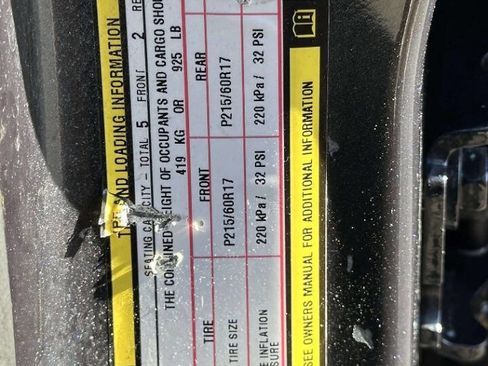 TIRE AND LOADING INFORMATION
SEATING CAPACITY – TOTAL 5 FRONT 2 RE
THE COMBINED WEIGHT OF OCCUPANTS AND CARGO SHOU
419 KG OR 925 LB
TIRE FRONT REAR
TIRE SIZE P215/60R17 P215/60R17
E INFLATION
SURE 220 kPa / 32 PSI 220 kPa / 32 PSI
SEE OWNERS MANUAL FOR ADDITIONAL INFORMATION